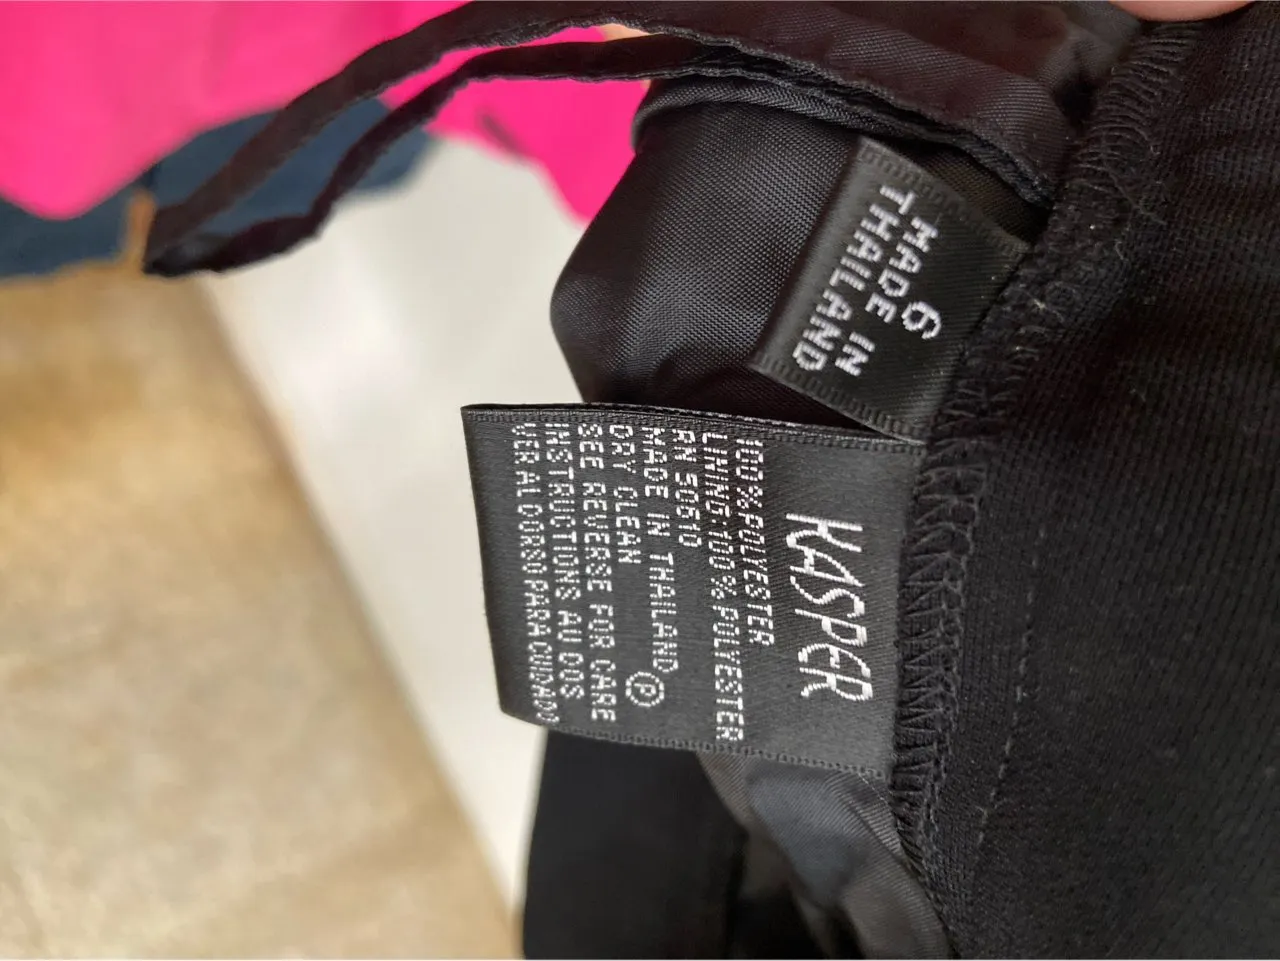 6
MADE IN
THAILAND
KASPER
100% POLYESTER
LINING: 100% POLYESTER
RN 50610
MADE IN THAILAND
DRY CLEAN Ⓟ
SEE REVERSE FOR CARE
INSTRUCTIONS AU DOS
VER AL CORSO PARA CUIDADO